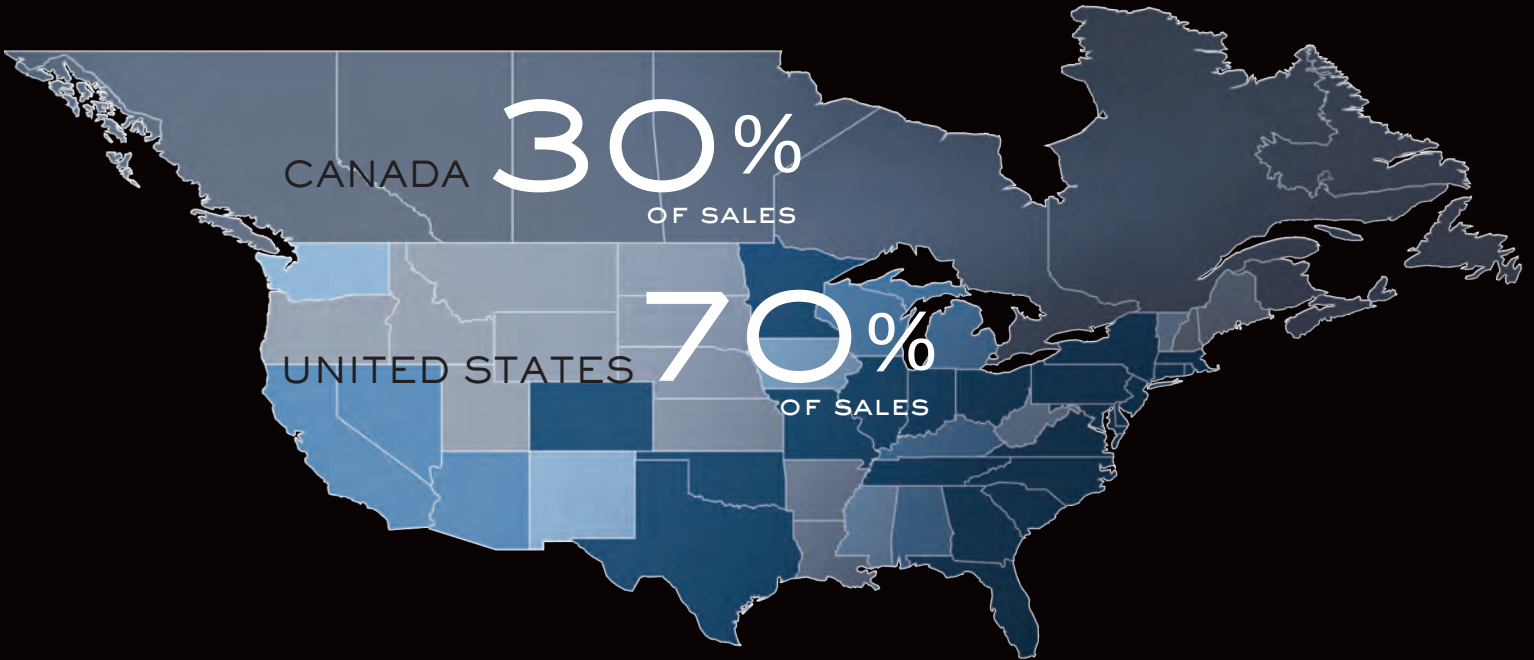 CANADA 30%
OF SALES
UNITED STATES 70%
OF SALES